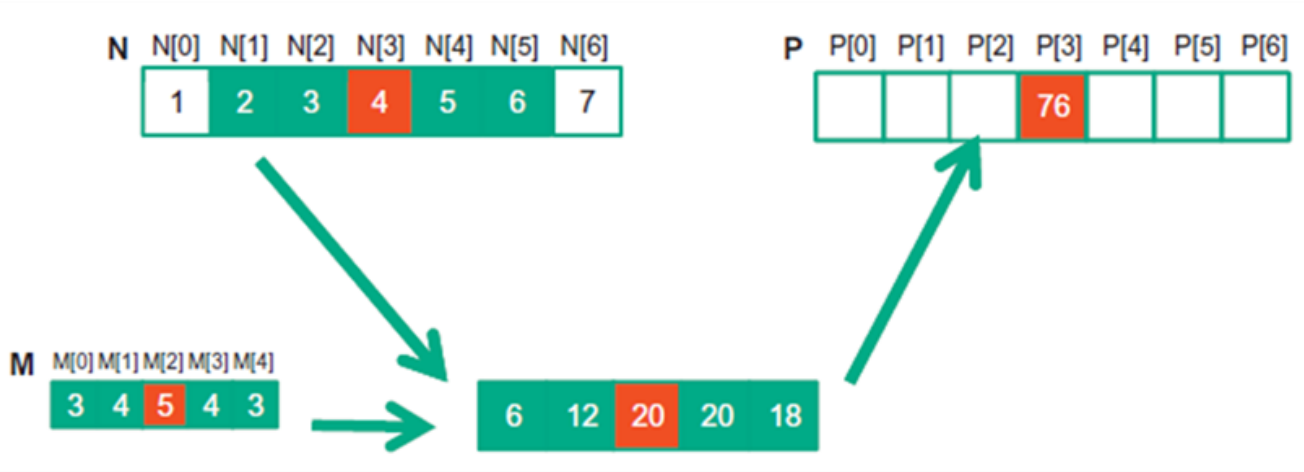 N N[0] N[1] N[2] N[3] N[4] N[5] N[6]
1 2 3 4 5 6 7
P P[0] P[1] P[2] P[3] P[4] P[5] P[6]
76
M M[0] M[1] M[2] M[3] M[4]
3 4 5 4 3
6 12 20 20 18